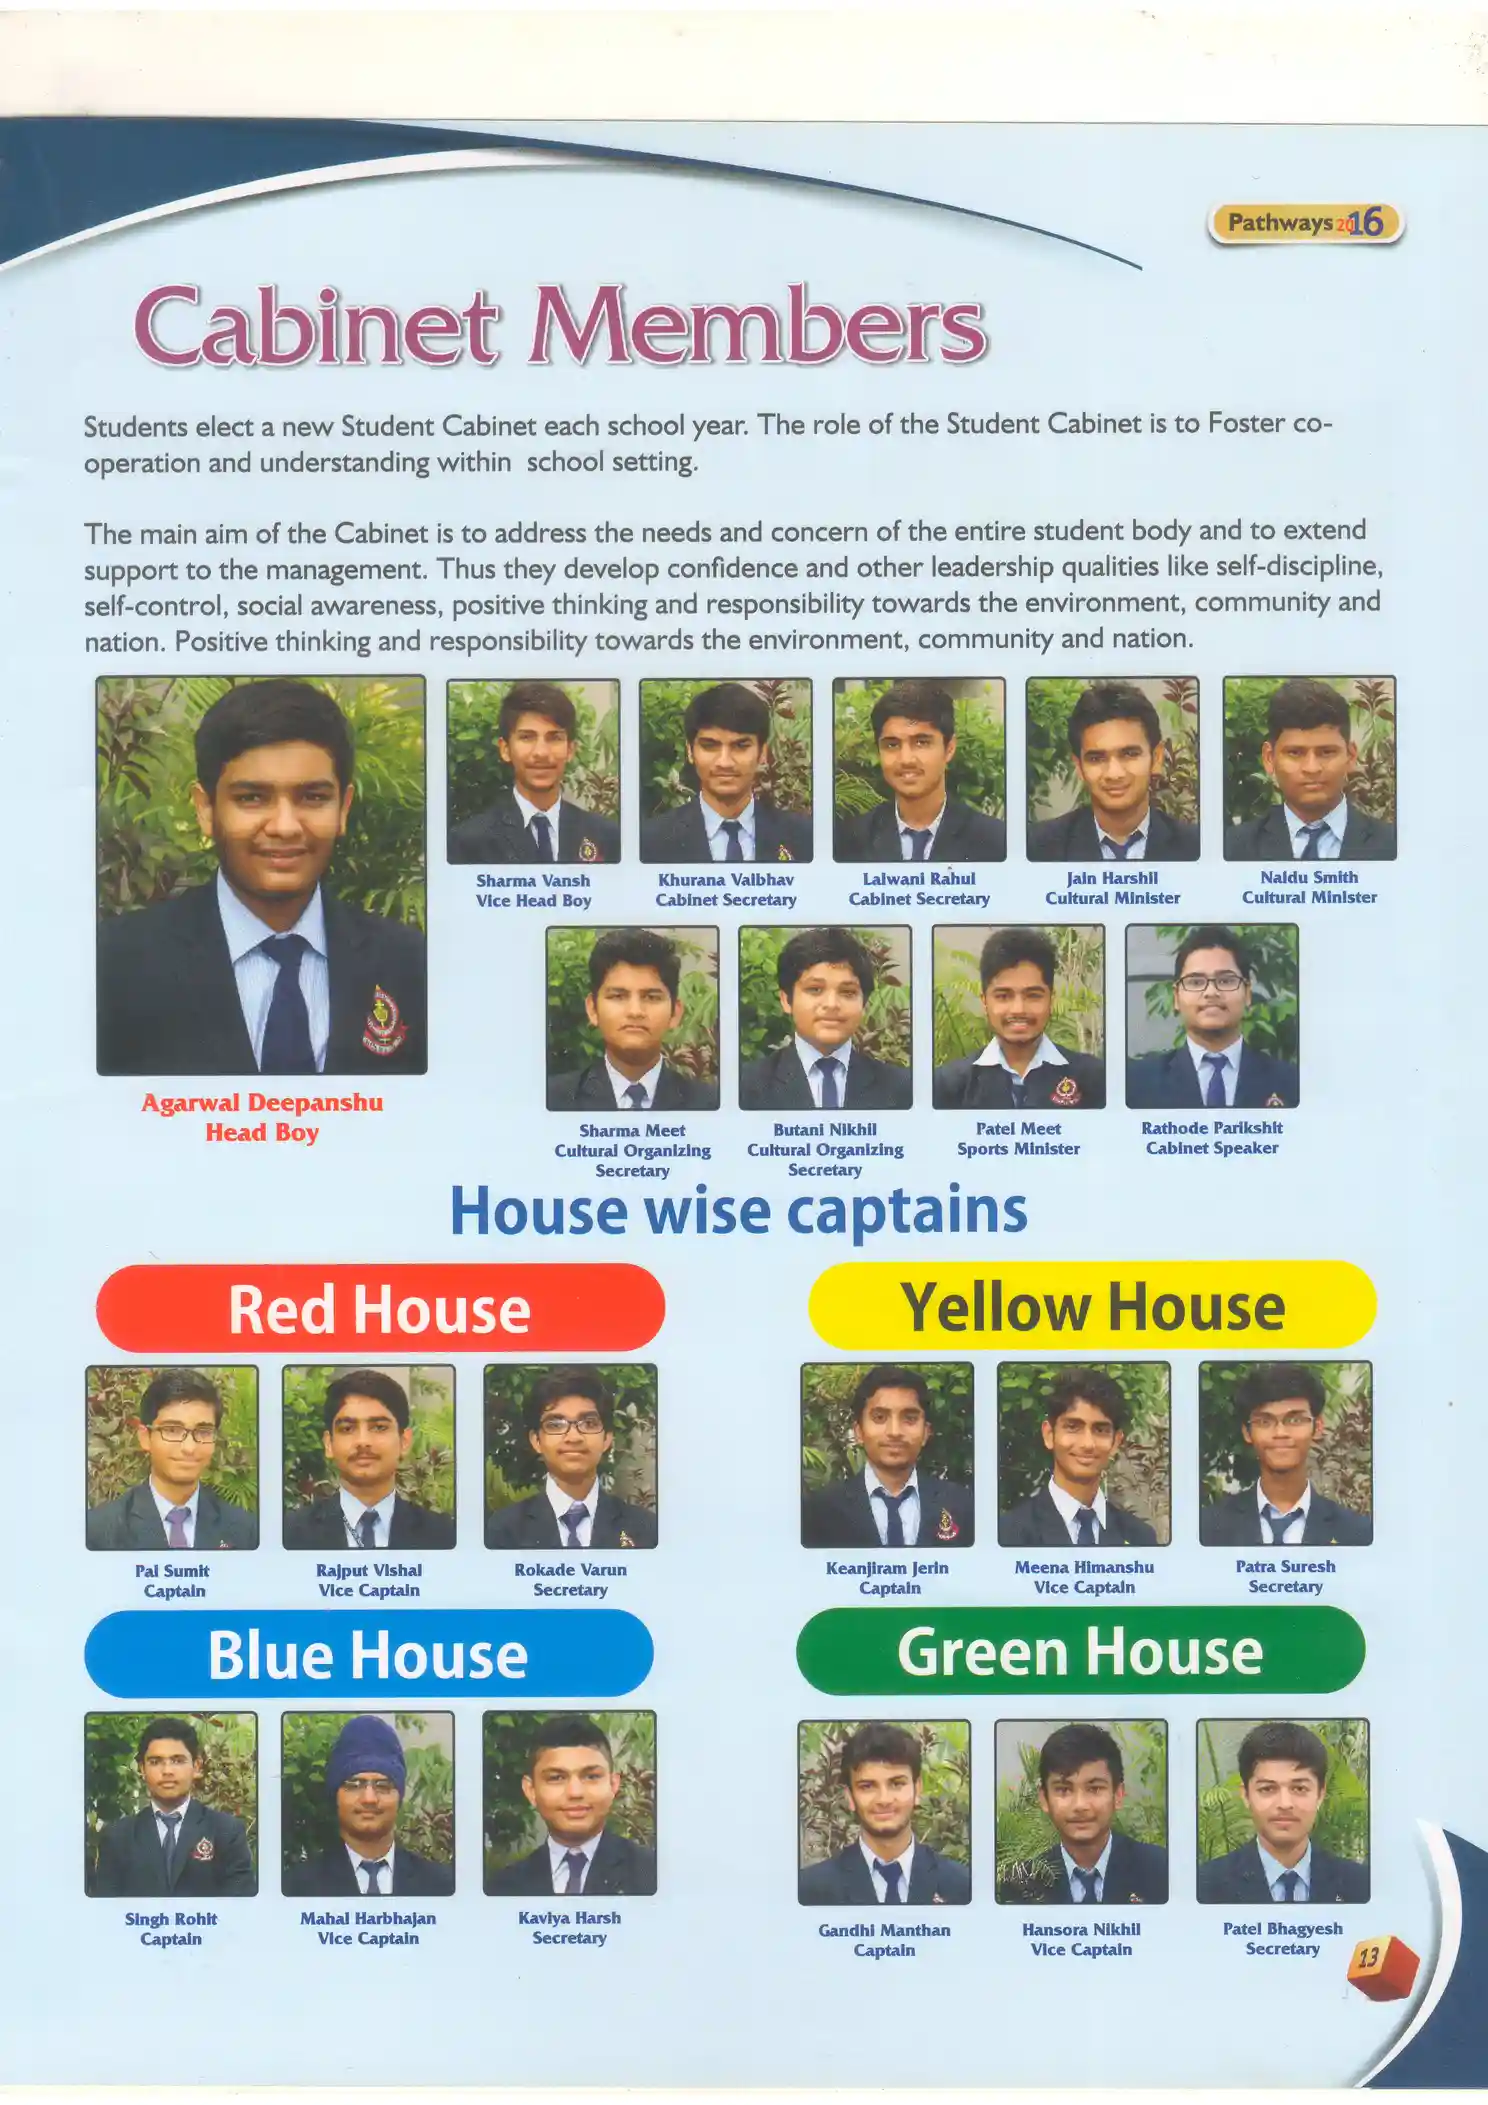 Pathways 2016
Cabinet Members
Students elect a new Student Cabinet each school year. The role of the Student Cabinet is to Foster co-
operation and understanding within school setting.
The main aim of the Cabinet is to address the needs and concern of the entire student body and to extend
support to the management. Thus they develop confidence and other leadership qualities like self-discipline,
self-control, social awareness, positive thinking and responsibility towards the environment, community and
nation. Positive thinking and responsibility towards the environment, community and nation.
Agarwal Deepanshu
Head Boy
Sharma Vansh
Vice Head Boy
Khurana Vaibhav
Cabinet Secretary
Lalwani Rahul
Cabinet Secretary
Jain Harshil
Cultural Minister
Naidu Smith
Cultural Minister
Sharma Meet
Cultural Organizing
Secretary
Butani Nikhil
Cultural Organizing
Secretary
Patel Meet
Sports Minister
Rathode Parikshit
Cabinet Speaker
House wise captains
Red House
Pal Sumit
Captain
Rajput Vishal
Vice Captain
Rokade Varun
Secretary
Yellow House
Keanjiram Jerin
Captain
Meena Himanshu
Vice Captain
Patra Suresh
Secretary
Blue House
Singh Rohit
Captain
Mahal Harbhajan
Vice Captain
Kaviya Harsh
Secretary
Green House
Gandhi Manthan
Captain
Hansora Nikhil
Vice Captain
Patel Bhagyesh
Secretary
13